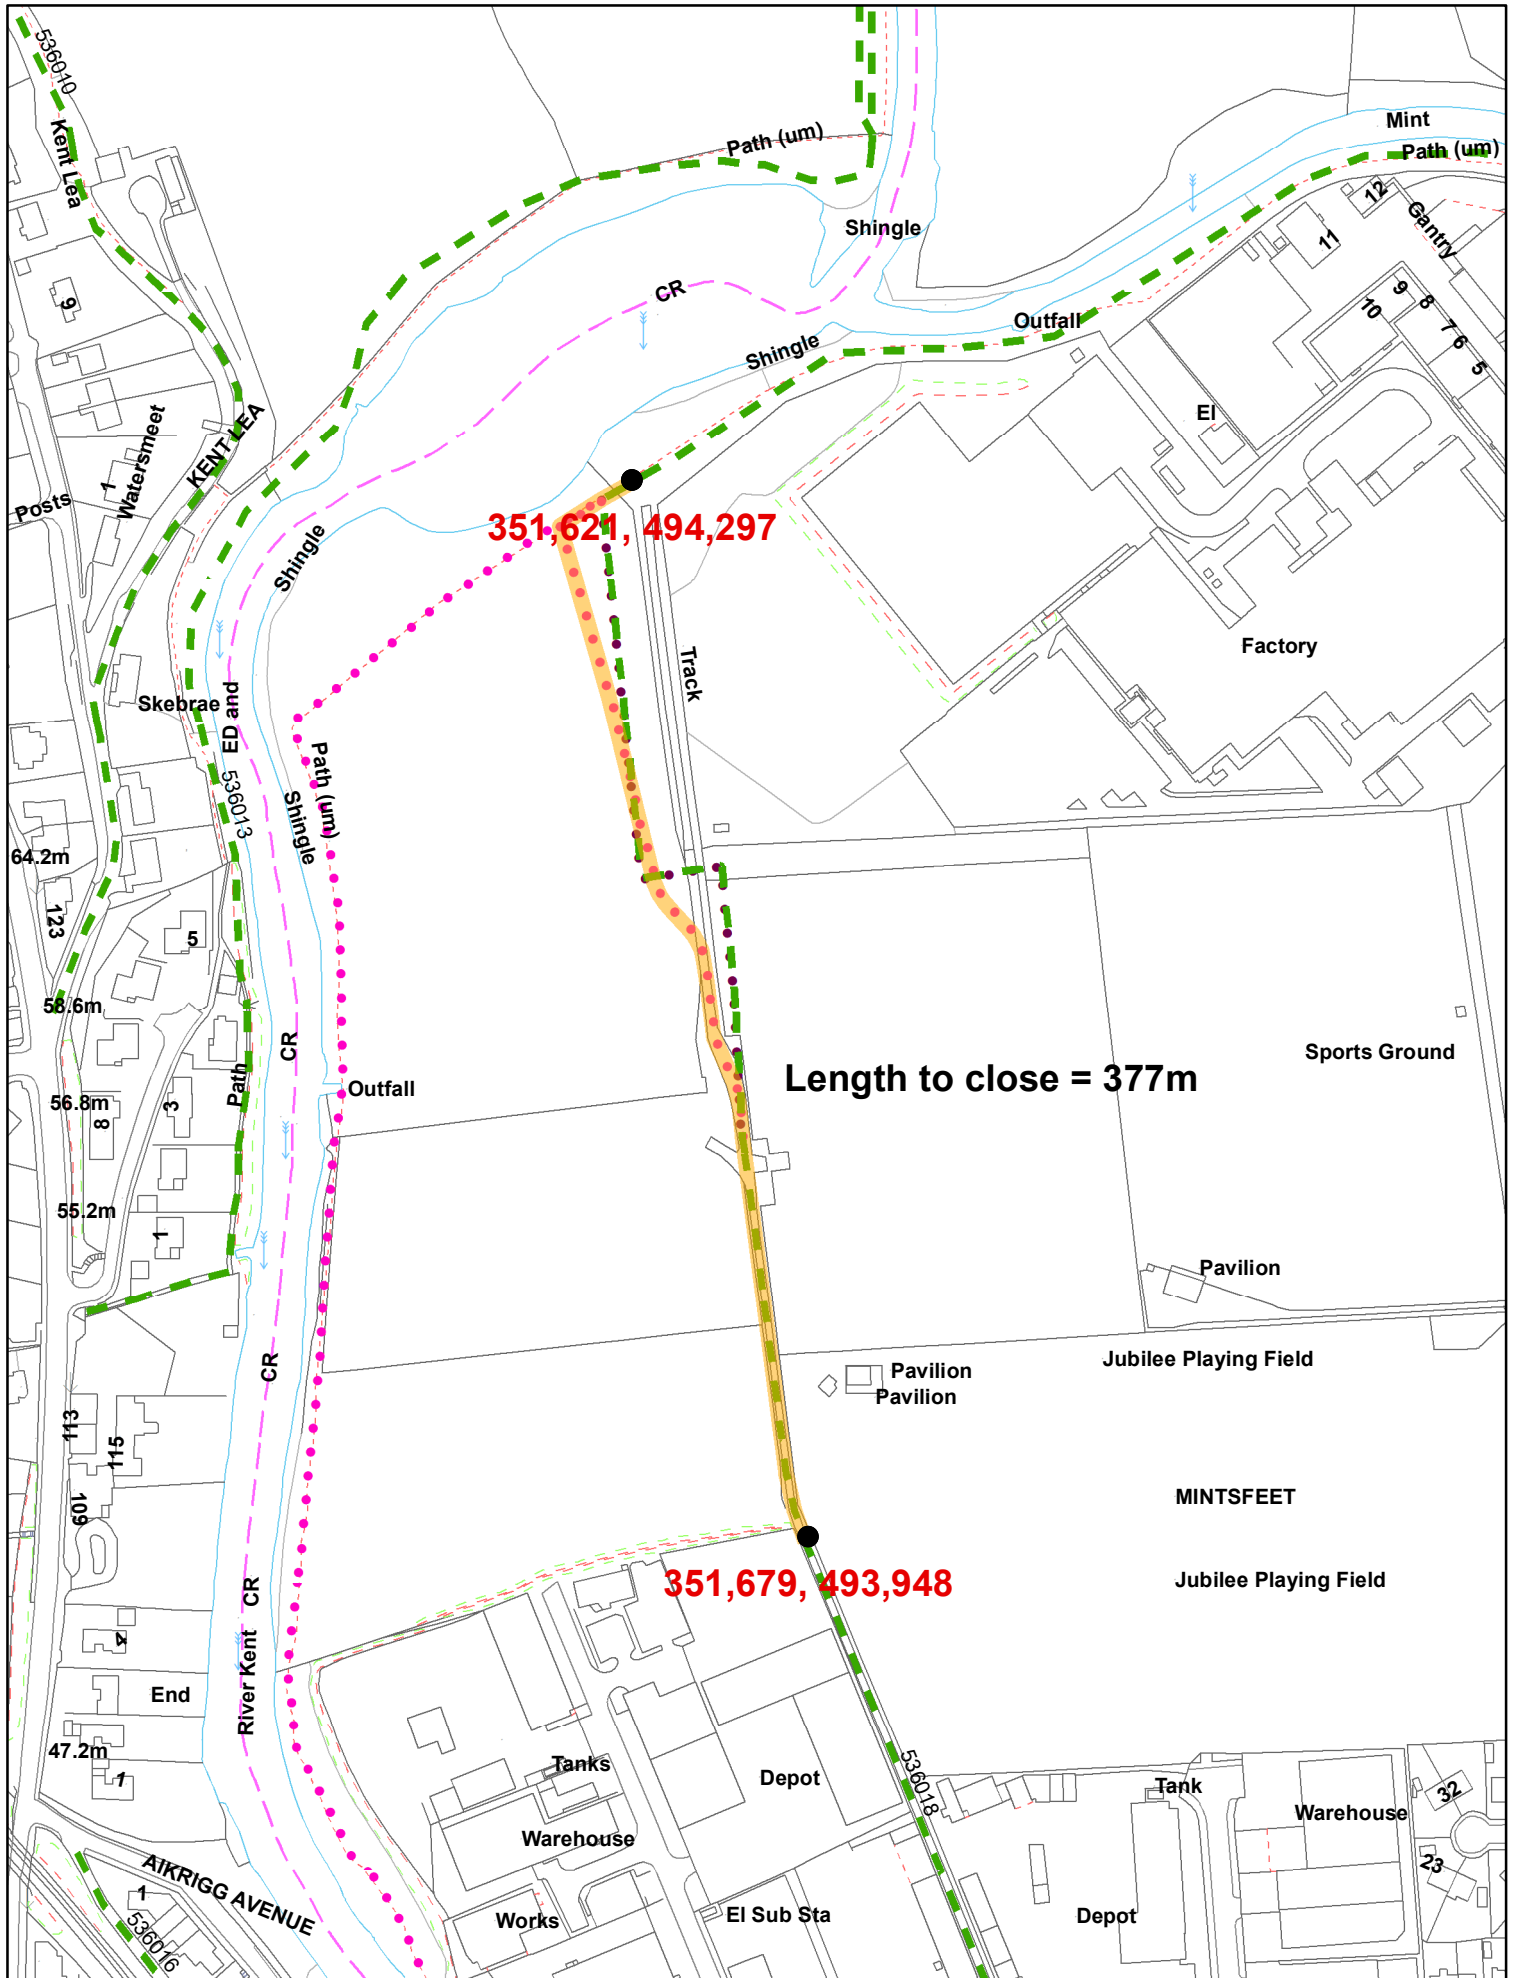 536010
Kent Lea
Path (um)
Mint
Path (um)
12
Gantry
11
Shingle
9
CR
9
8
10
7
6
5
Outfall
Shingle
El
KENT LEA
Watersmeet
1
Posts
351,621, 494,297
Shingle
Factory
Track
Skebrae
ED and
Path (um)
536013
Shingle
64.2m
123
5
58.6m
CR
Sports Ground
Length to close = 377m
Path
Outfall
56.8m
3
8
55.2m
1
Pavilion
CR
Jubilee Playing Field
Pavilion
Pavilion
113
115
MINTSFEET
109
351,679, 493,948
Jubilee Playing Field
CR
4
River Kent
End
47.2m
1
Tanks
Depot
536018
Tank
32
Warehouse
Warehouse
23
AIKRIGG AVENUE
1
536016
Works
El Sub Sta
Depot